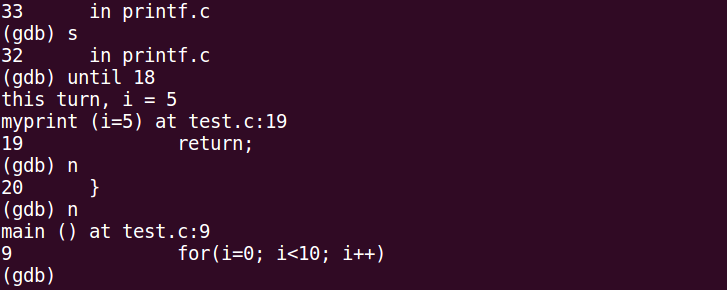 33      in printf.c
(gdb) s
32      in printf.c
(gdb) until 18
this turn, i = 5
myprint (i=5) at test.c:19
19              return;
(gdb) n
20      }
(gdb) n
main () at test.c:9
9               for(i=0; i<10; i++)
(gdb)